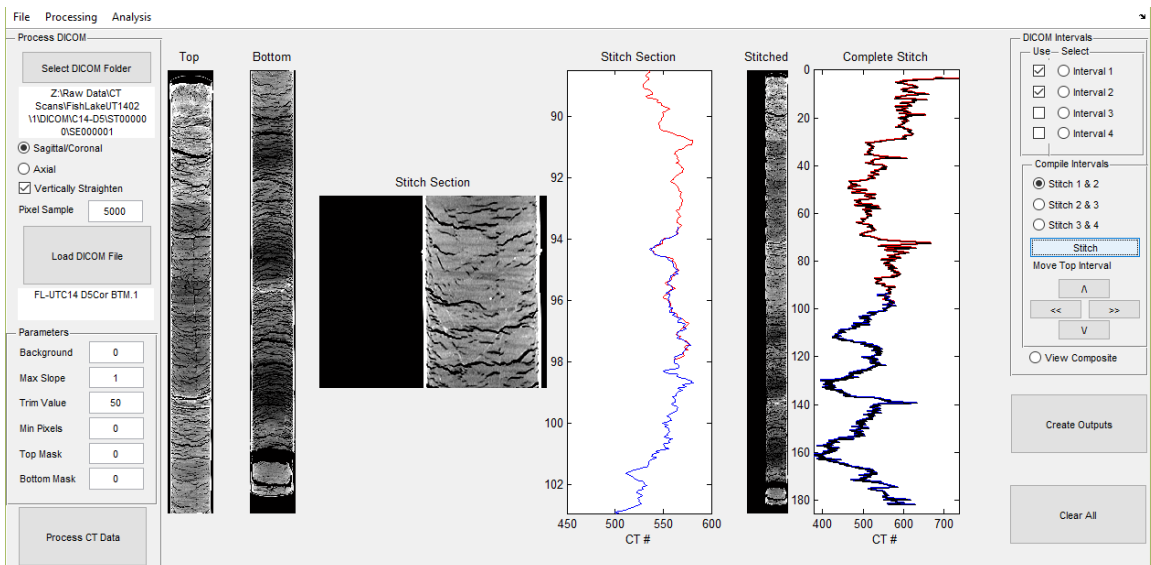 File Processing Analysis
Process DICOM
Select DICOM Folder
Z:\Raw Data\CT
Scans\FishLakeUT1402
\1\DICOM\C14-D5\ST00000
0\SE000001
Sagittal/Coronal
Axial
Vertically Straighten
Pixel Sample 5000
Load DICOM File
FL-UTC14 D5Cor BTM.1
Parameters
Background 0
Max Slope 1
Trim Value 50
Min Pixels 0
Top Mask 0
Bottom Mask 0
Process CT Data
Top
Bottom
Stitch Section
Stitch Section
90
92
94
96
98
100
102
450 500 550 600
CT #
Stitched
Complete Stitch
0
20
40
60
80
100
120
140
160
180
400 500 600 700
CT #
DICOM Intervals
Use Select
Interval 1
Interval 2
Interval 3
Interval 4
Compile Intervals
Stitch 1 & 2
Stitch 2 & 3
Stitch 3 & 4
Stitch
Move Top Interval
/\
<< >>
V
View Composite
Create Outputs
Clear All